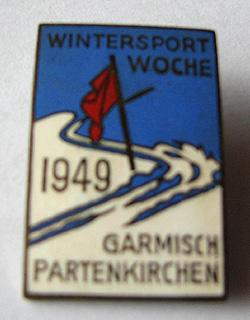 WINTERSPORT
WOCHE
1949
GARMISCH
PARTENKIRCHEN